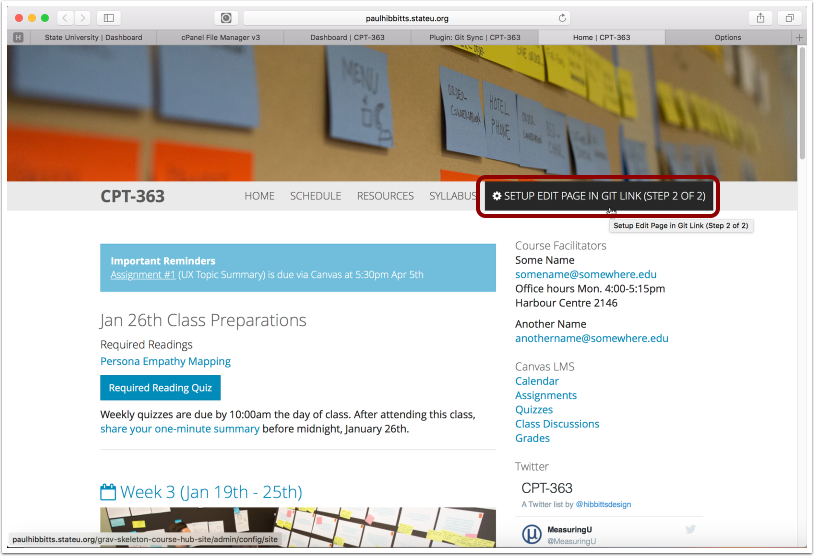 paulhibbitts.stateu.org
H
State University | Dashboard
cPanel File Manager v3
Dashboard | CPT-363
Plugin: Git Sync | CPT-363
Home | CPT-363
Options
MENU
HOTEL
PHONE
CPT-363
HOME
SCHEDULE
RESOURCES
SYLLABUS
SETUP EDIT PAGE IN GIT LINK (STEP 2 OF 2)
Setup Edit Page in Git Link (Step 2 of 2)
Important Reminders
Assignment #1 (UX Topic Summary) is due via Canvas at 5:30pm Apr 5th
Jan 26th Class Preparations
Required Readings
Persona Empathy Mapping
Required Reading Quiz
Weekly quizzes are due by 10:00am the day of class. After attending this class,
share your one-minute summary before midnight, January 26th.
Week 3 (Jan 19th - 25th)
Course Facilitators
Some Name
somename@somewhere.edu
Office hours Mon. 4:00-5:15pm
Harbour Centre 2146
Another Name
anothername@somewhere.edu
Canvas LMS
Calendar
Assignments
Quizzes
Class Discussions
Grades
Twitter
CPT-363
A Twitter list by @hibbittsdesign
MeasuringU
@MeasuringU
paulhibbitts.stateu.org/grav-skeleton-course-hub-site/admin/config/site